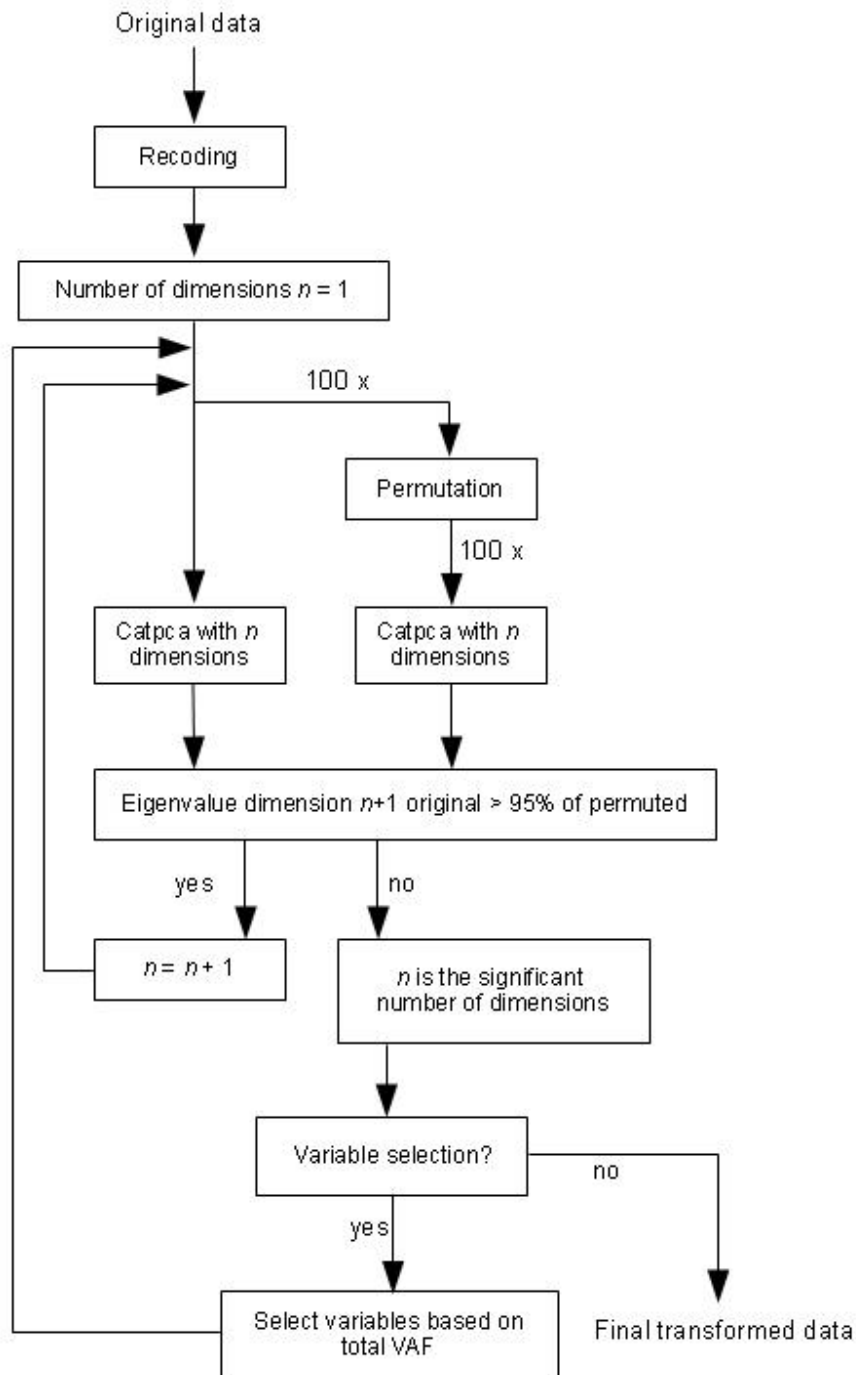 Original data
Recoding
Number of dimensions n = 1
100 x
Permutation
100 x
Catpca with n
dimensions
Catpca with n
dimensions
Eigenvalue dimension n+1 original > 95% of permuted
yes
no
n = n + 1
n is the significant
number of dimensions
Variable selection?
no
yes
Select variables based on
total VAF
Final transformed data